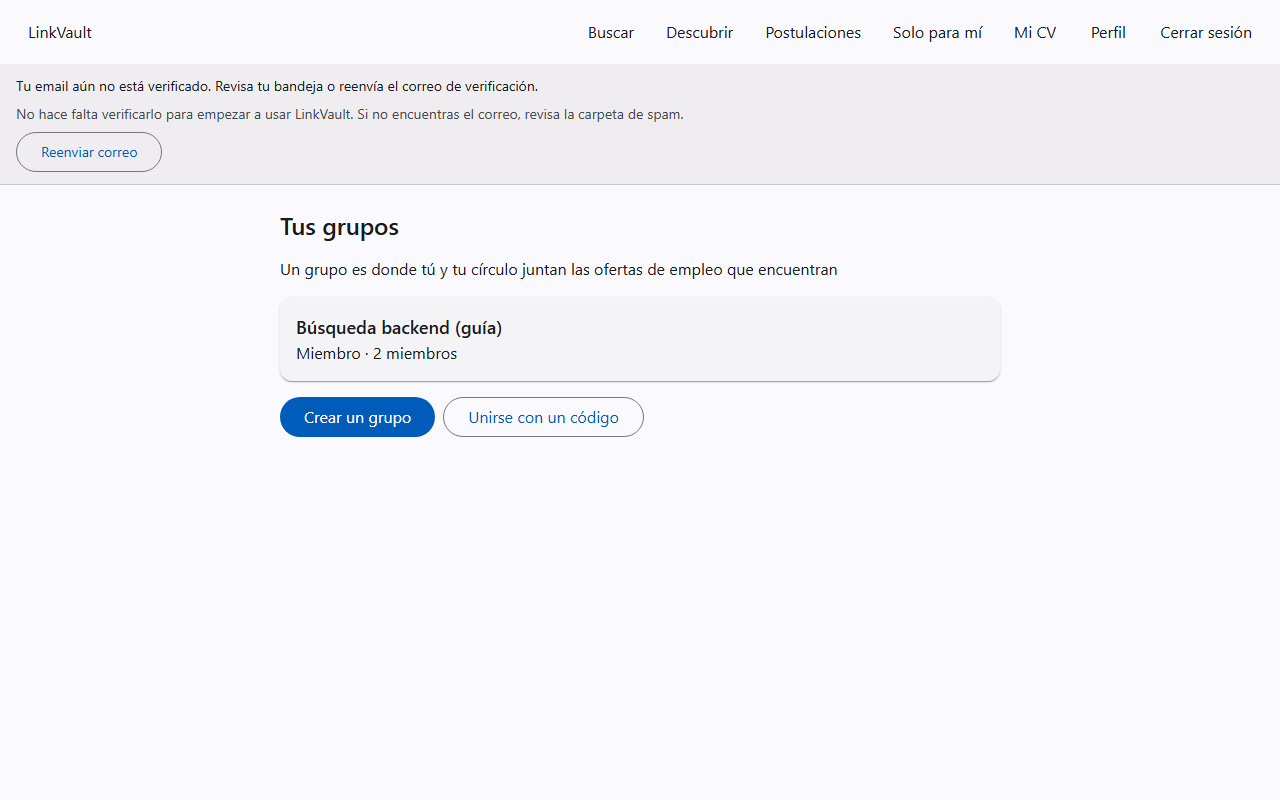 LinkVault
Buscar
Descubrir
Postulaciones
Solo para mí
Mi CV
Perfil
Cerrar sesión
Tu email aún no está verificado. Revisa tu bandeja o reenvía el correo de verificación.
No hace falta verificarlo para empezar a usar LinkVault. Si no encuentras el correo, revisa la carpeta de spam.
Reenviar correo
Tus grupos
Un grupo es donde tú y tu círculo juntan las ofertas de empleo que encuentran
Búsqueda backend (guía)
Miembro · 2 miembros
Crear un grupo
Unirse con un código